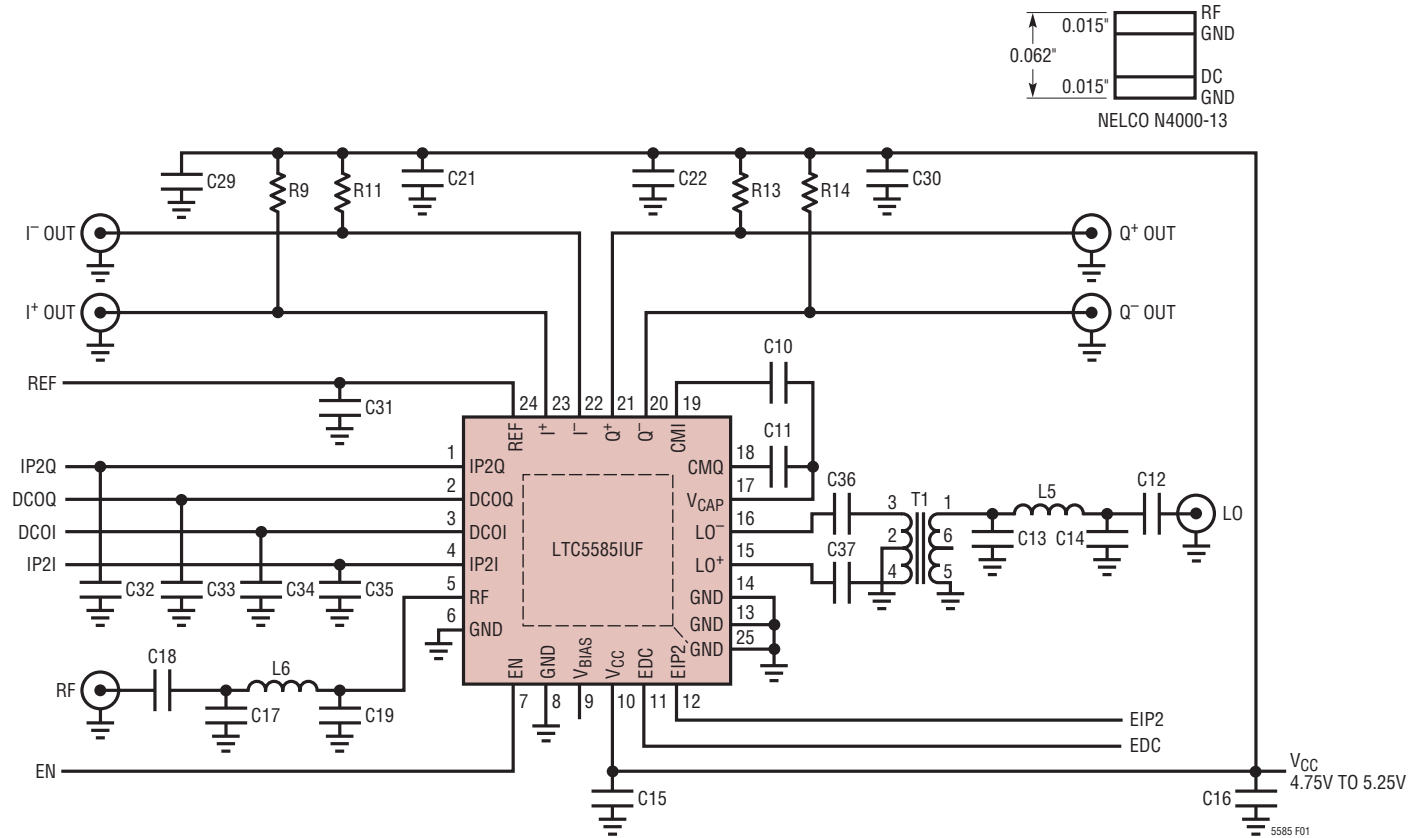 RF
0.015" GND
0.062"
DC
0.015" GND
NELCO N4000-13
C29 R9 R11 C21 C22 R13 R14 C30
I⁻ OUT Q⁺ OUT
I⁺ OUT Q⁻ OUT
C10
REF
C31
24 23 22 21 20 19
REF I⁺ I⁻ Q⁺ Q⁻ CMI
C11
IP2Q 1 IP2Q CMQ 18
DCOQ 2 DCOQ VCAP 17
C36 T1 L5 C12
DCOI 3 DCOI LO⁻ 16 3 1 LO
LTC5585IUF
2 6 C13 C14
IP2I 4 IP2I LO⁺ 15
C37 4 5
C32 C33 C34 C35
5 RF GND 14
6 GND GND 13
GND 25
EN GND VBIAS VCC EDC EIP2
7 8 9 10 11 12
C18 L6
RF
C17 C19
EIP2
EDC
EN
VCC
4.75V TO 5.25V
C15 C16
5585 F01